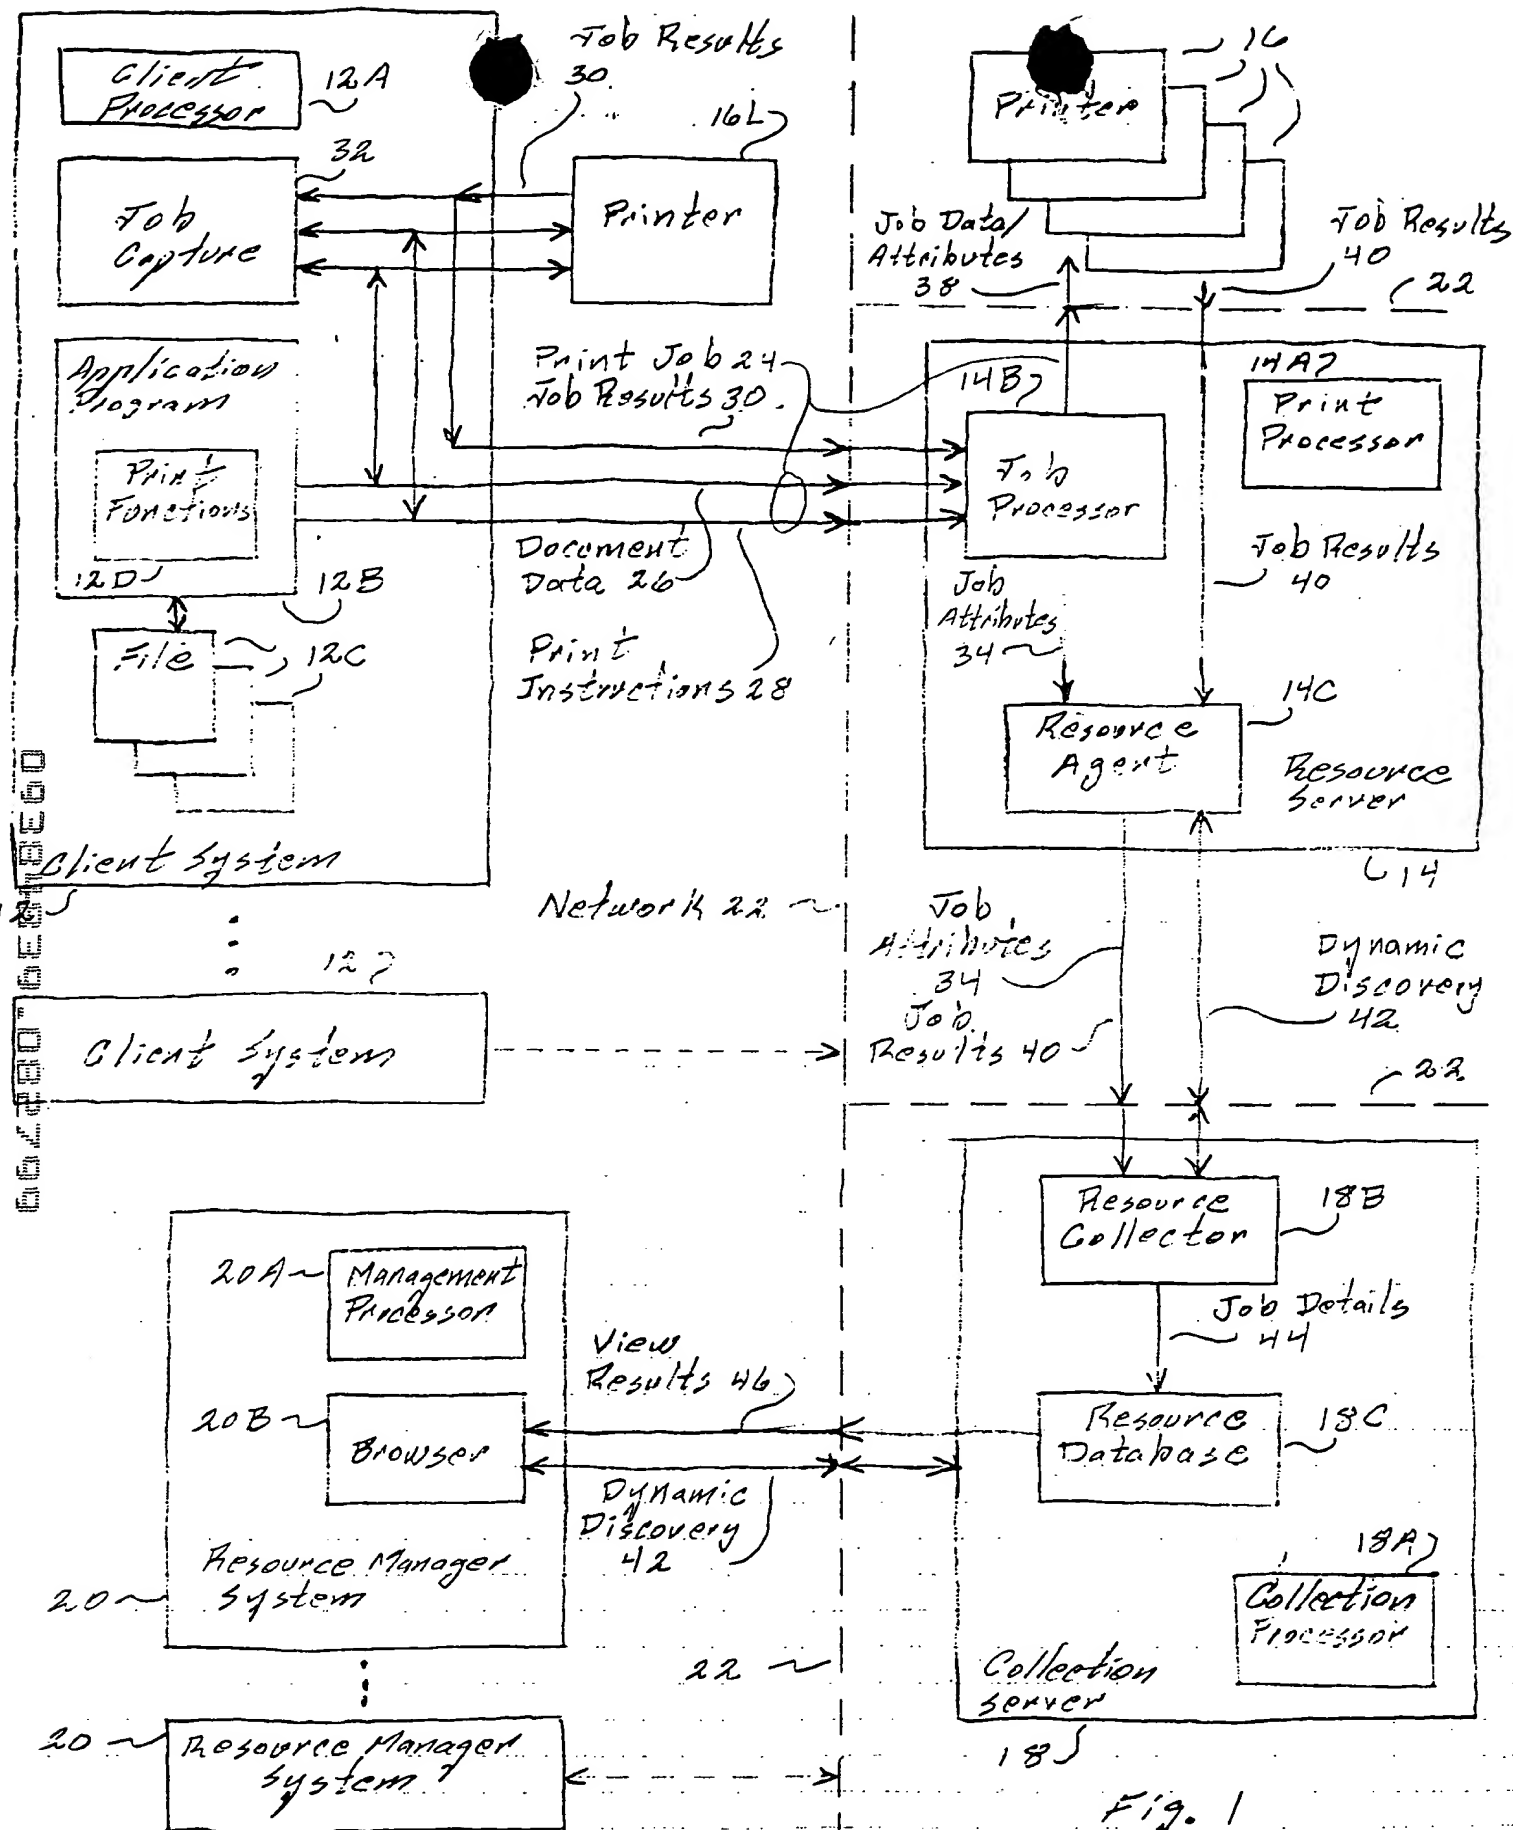 Client
Processor
12A
Job Results
30
16
Printer
32
Job
Capture
16L
Printer
Job Data/
Attributes
38
Job Results
40
22
Application
Program
Print
Functions
12D
12B
File
12C
Print Job 24
Job Results 30
Document
Data 26
Print
Instructions 28
14B
Job
Processor
14A
Print
Processor
Job
Attributes
34
Job Results
40
Resource
Agent
14C
Resource
Server
14
Client System
12
Network 22
12
Client System
Job
Attributes
34
Job
Results 40
Dynamic
Discovery
42
22
Resource
Collector
18B
Job Details
44
Resource
Database
18C
18A
Collection
Processor
Collection
Server
18
20A
Management
Processor
20B
Browser
View
Results 46
Dynamic
Discovery
42
Resource Manager
System
20
22
20
Resource Manager
System
Fig. 1